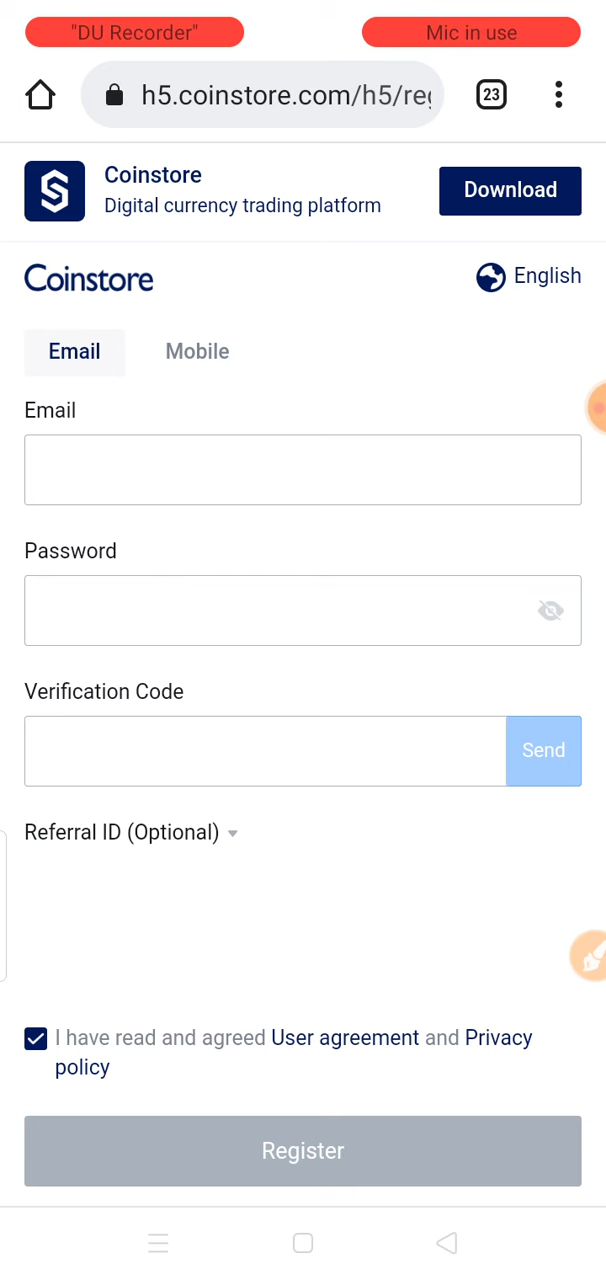 "DU Recorder"
Mic in use
h5.coinstore.com/h5/re
23
Coinstore
Digital currency trading platform
Download
Coinstore
English
Email
Mobile
Email
Password
Verification Code
Send
Referral ID (Optional)
I have read and agreed User agreement and Privacy
policy
Register